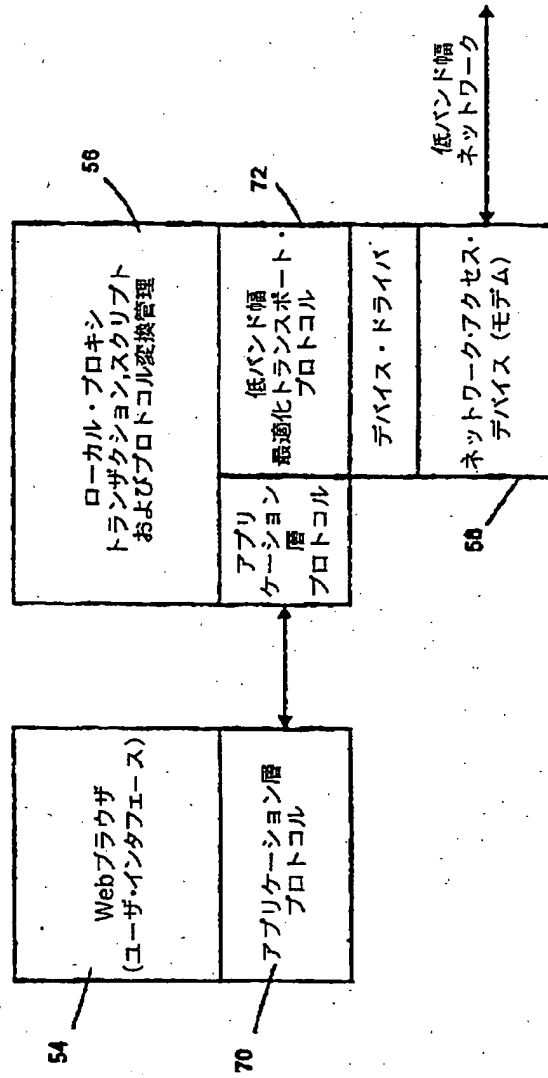 54
Webブラウザ
(ユーザ・インタフェース)
70
アプリケーション層
プロトコル
56
ローカル・プロキシ
トランザクション,スクリプト
およびプロトコル変換管理
アプリ
ケーション
層
プロトコル
72
低バンド幅
最適化トランスポート・
プロトコル
デバイス・ドライバ
58
ネットワーク・アクセス・
デバイス (モデム)
低バンド幅
ネットワーク